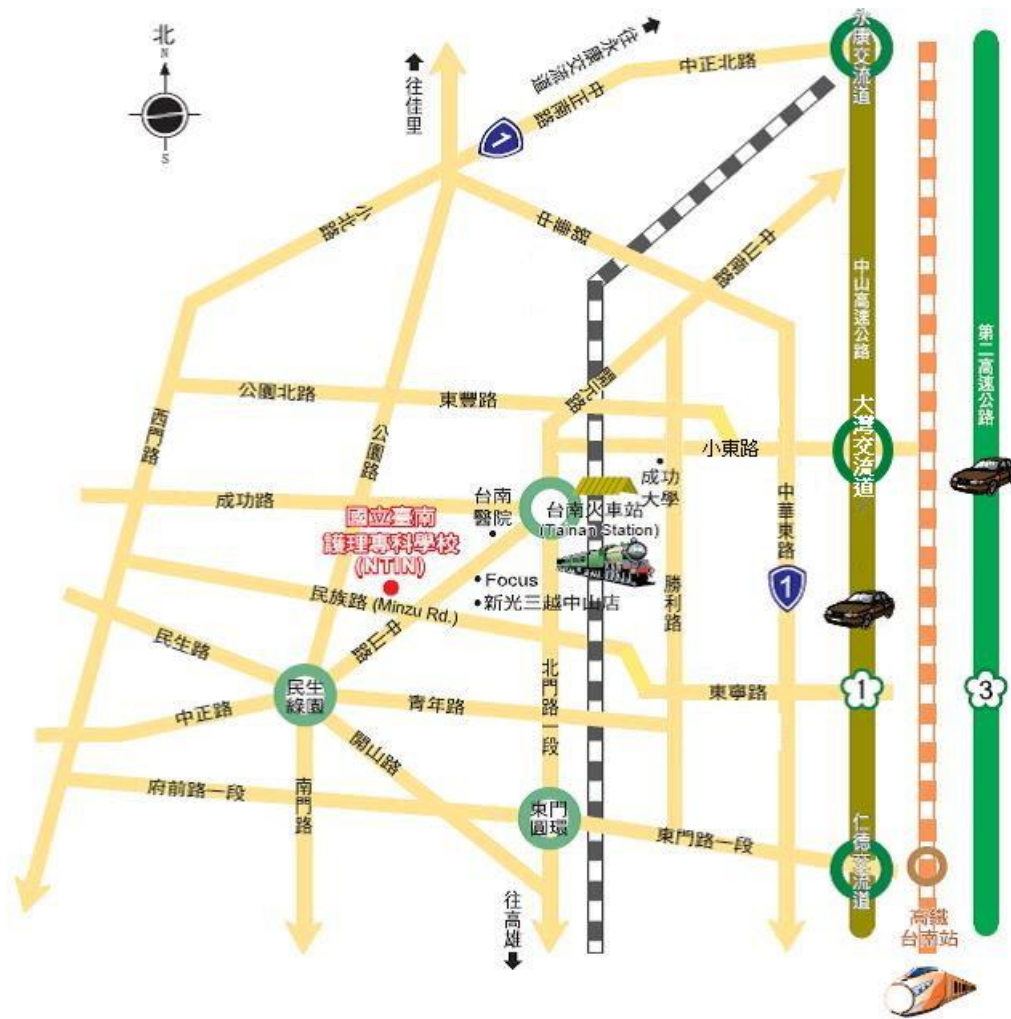 北
N
S
往佳里
往永康交流道
中正南路
中正北路
永康交流道
1
小北路
中華路
中山南路
中山高速公路
第二高速公路
公園北路
東豐路
開元路
西門路
公園路
小東路
大灣交流道
成功路
台南
醫院
台南火車站
(Tainan Station)
成功
大學
國立臺南
護理專科學校
(NTIN)
Focus
新光三越中山店
民族路 (Minzu Rd.)
中山路
勝利路
中華東路
1
民生路
民生
綠園
中正路
青年路
北門路一段
東寧路
1
3
開山路
府前路一段
南門路
東門
圓環
東門路一段
仁德交流道
往高雄
高鐵
台南站